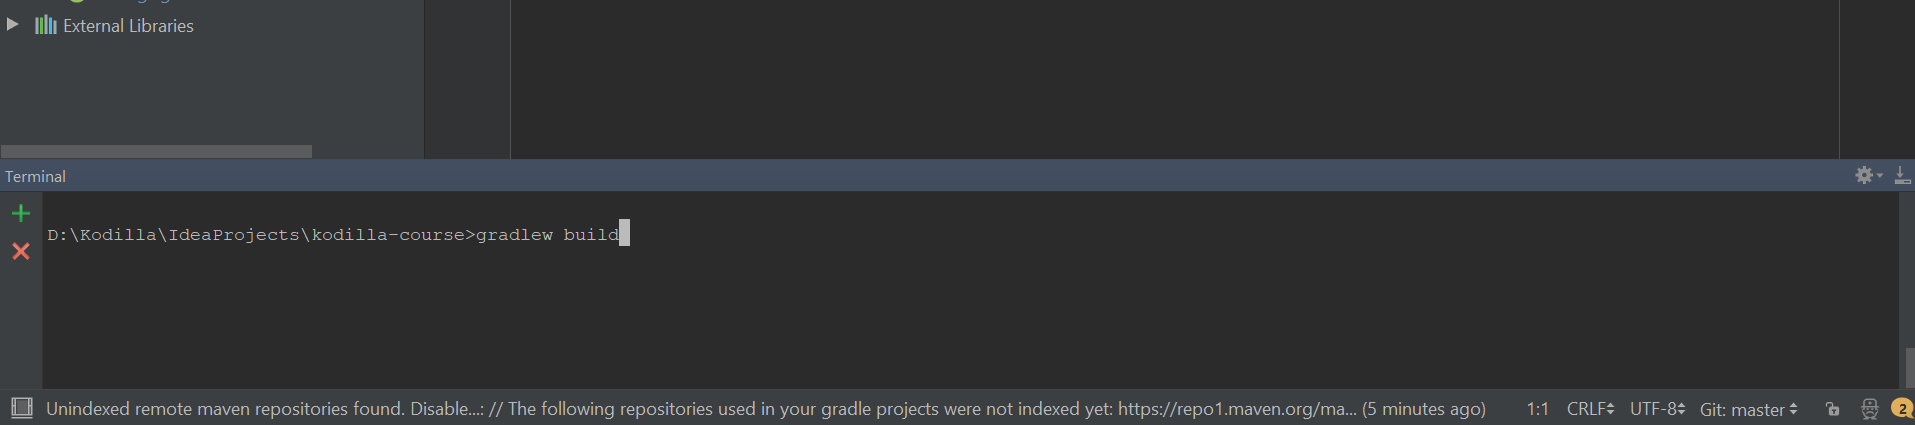 External Libraries
Terminal
D:\Kodilla\IdeaProjects\kodilla-course>gradlew build
Unindexed remote maven repositories found. Disable...: // The following repositories used in your gradle projects were not indexed yet: https://repo1.maven.org/ma... (5 minutes ago) 1:1 CRLF UTF-8 Git: master 2